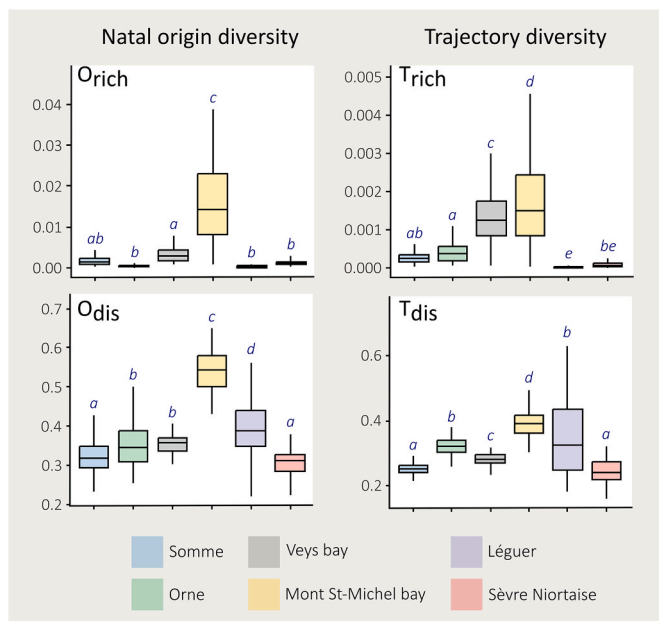 Natal origin diversity
Trajectory diversity
Orich
0.04
0.03
0.02
0.01
0.00
ab
b
a
c
b
b
Trich
0.005
0.004
0.003
0.002
0.001
0.000
ab
a
c
d
e
be
Odis
0.7
0.6
0.5
0.4
0.3
0.2
a
b
b
c
d
a
Tdis
0.6
0.4
0.2
a
b
c
d
b
a
Somme
Veys bay
Léguer
Orne
Mont St-Michel bay
Sèvre Niortaise